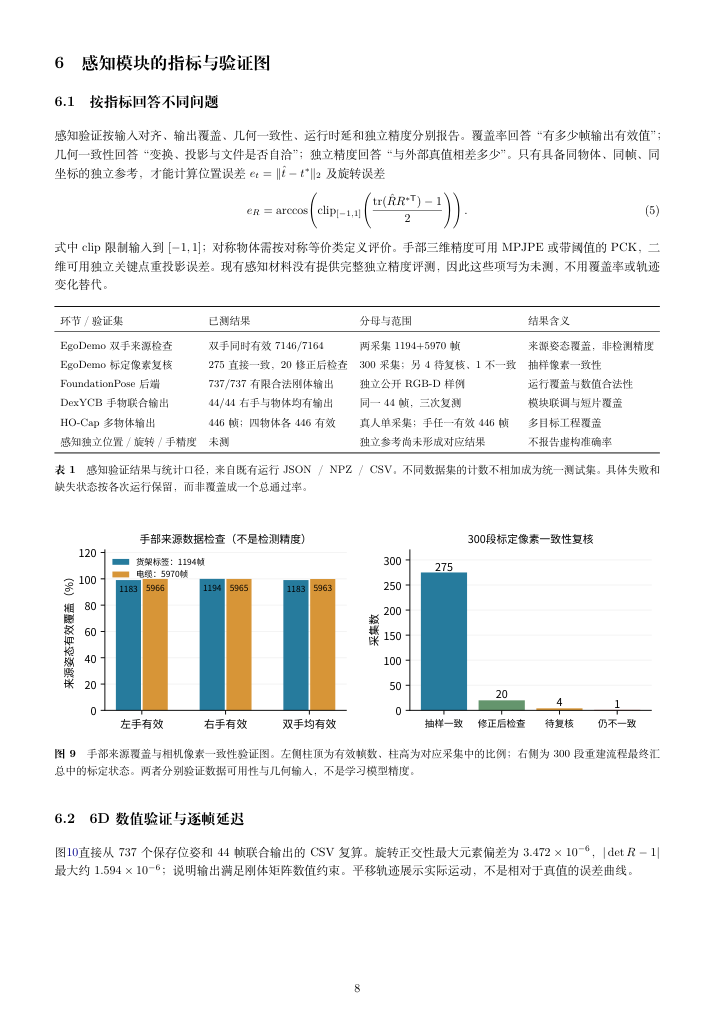 6 感知模块的指标与验证图
6.1 按指标回答不同问题
感知验证按输入对齐、输出覆盖、几何一致性、运行时延和独立精度分别报告。覆盖率回答 “有多少帧输出有效值”；
几何一致性回答 “变换、投影与文件是否自洽”；独立精度回答 “与外部真值相差多少”。只有具备同物体、同帧、同
坐标的独立参考，才能计算位置误差 e_t = ‖t̂ − t*‖₂ 及旋转误差
e_R = arccos(clip_[−1,1](tr(R̂R*ᵀ) − 1 / 2)). (5)
式中 clip 限制输入到 [−1, 1]；对称物体需按对称等价类定义评价。手部三维精度可用 MPJPE 或带阈值的 PCK，二
维可用独立关键点重投影误差。现有感知材料没有提供完整独立精度评测，因此这些项写为未测，不用覆盖率或轨迹
变化替代。
环节 / 验证集 已测结果 分母与范围 结果含义
EgoDemo 双手来源检查 双手同时有效 7146/7164 两采集 1194+5970 帧 来源姿态覆盖，非检测精度
EgoDemo 标定像素复核 275 直接一致，20 修正后检查 300 采集；另 4 待复核、1 不一致 抽样像素一致性
FoundationPose 后端 737/737 有限合法刚体输出 独立公开 RGB-D 样例 运行覆盖与数值合法性
DexYCB 手物联合输出 44/44 右手与物体均有输出 同一 44 帧，三次复测 模块联调与短片覆盖
HO-Cap 多物体输出 446 帧；四物体各 446 有效 真人单采集；手任一有效 446 帧 多目标工程覆盖
感知独立位置 / 旋转 / 手精度 未测 独立参考尚未形成对应结果 不报告虚构准确率
表 1 感知验证结果与统计口径，来自既有运行 JSON / NPZ / CSV。不同数据集的计数不相加成为统一测试集。具体失败和
缺失状态按各次运行保留，而非覆盖成一个总通过率。
手部来源数据检查（不是检测精度）
来源姿态有效覆盖（%）
120
100
80
60
40
20
0
货架标签：1194帧
电缆：5970帧
1183 5966 1194 5965 1183 5963
左手有效 右手有效 双手均有效
300段标定像素一致性复核
采集数
300
250
200
150
100
50
0
275 20 4 1
抽样一致 修正后检查 待复核 仍不一致
图 9 手部来源覆盖与相机像素一致性验证图。左侧柱顶为有效帧数、柱高为对应采集中的比例；右侧为 300 段重建流程最终汇
总中的标定状态。两者分别验证数据可用性与几何输入，不是学习模型精度。
6.2 6D 数值验证与逐帧延迟
图10直接从 737 个保存位姿和 44 帧联合输出的 CSV 复算。旋转正交性最大元素偏差为 3.472 × 10⁻⁶，|det R − 1|
最大约 1.594 × 10⁻⁶；说明输出满足刚体矩阵数值约束。平移轨迹展示实际运动，不是相对于真值的误差曲线。
8